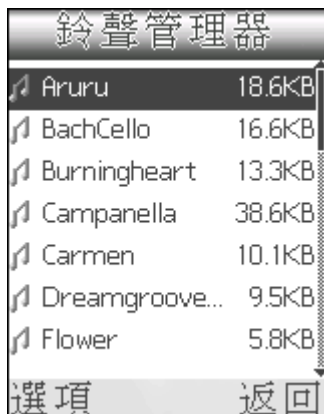 鈴聲管理器
Aruru 18.6KB
BachCello 16.6KB
Burningheart 13.3KB
Campanella 38.6KB
Carmen 10.1KB
Dreamgroove... 9.5KB
Flower 5.8KB
選項 返回